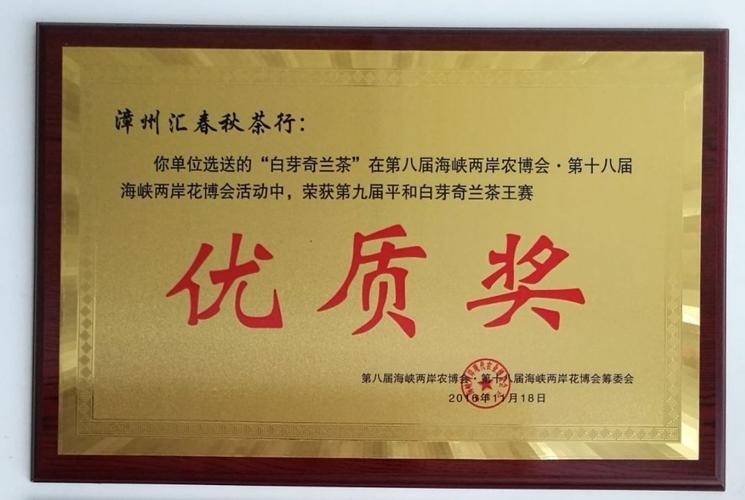 漳州汇春秋茶行：
你单位选送的“白芽奇兰茶”在第八届海峡两岸农博会·第十八届
海峡两岸花博会活动中，荣获第九届平和白芽奇兰茶王赛
优质奖
第八届海峡两岸农博会·第十八届海峡两岸花博会筹委会
2016年11月18日